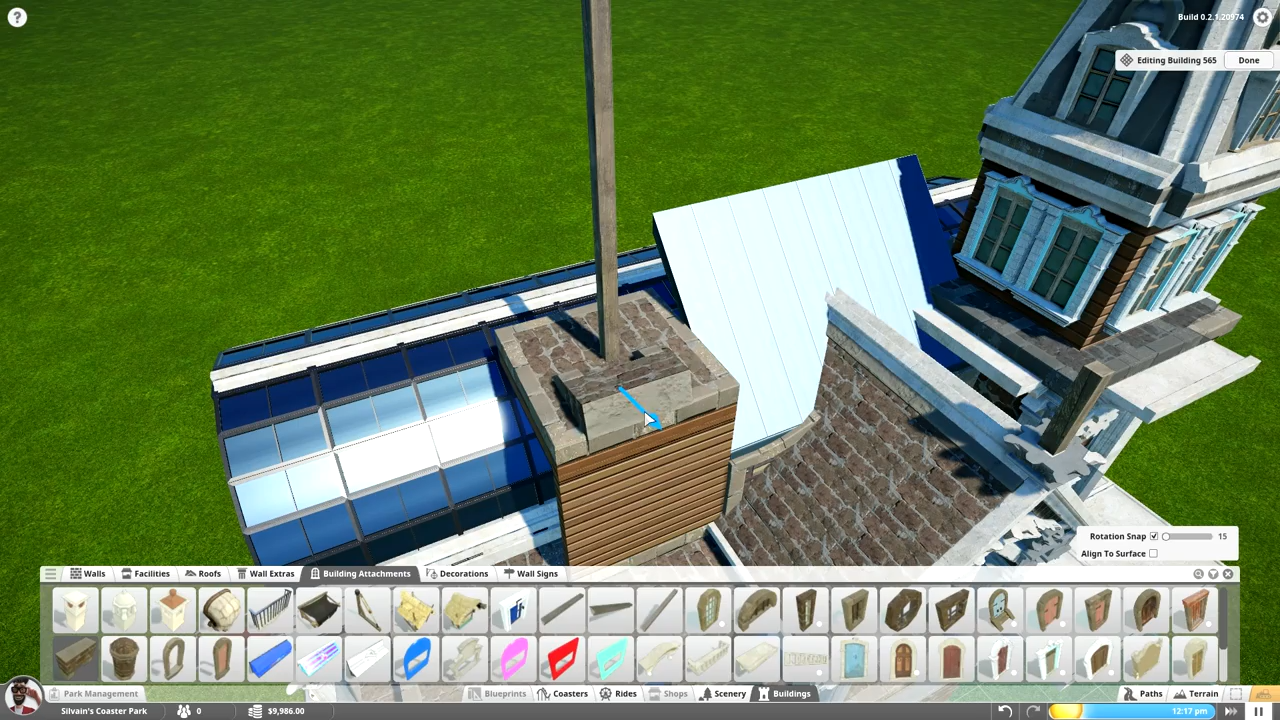 ?
Build 0.2.1.20974
Editing Building 565
Done
Rotation Snap
15
Align To Surface
Walls
Facilities
Roofs
Wall Extras
Building Attachments
Decorations
Wall Signs
Park Management
Blueprints
Coasters
Rides
Shops
Scenery
Buildings
Paths
Terrain
Silvain's Coaster Park
0
$9,986.00
12:17 pm